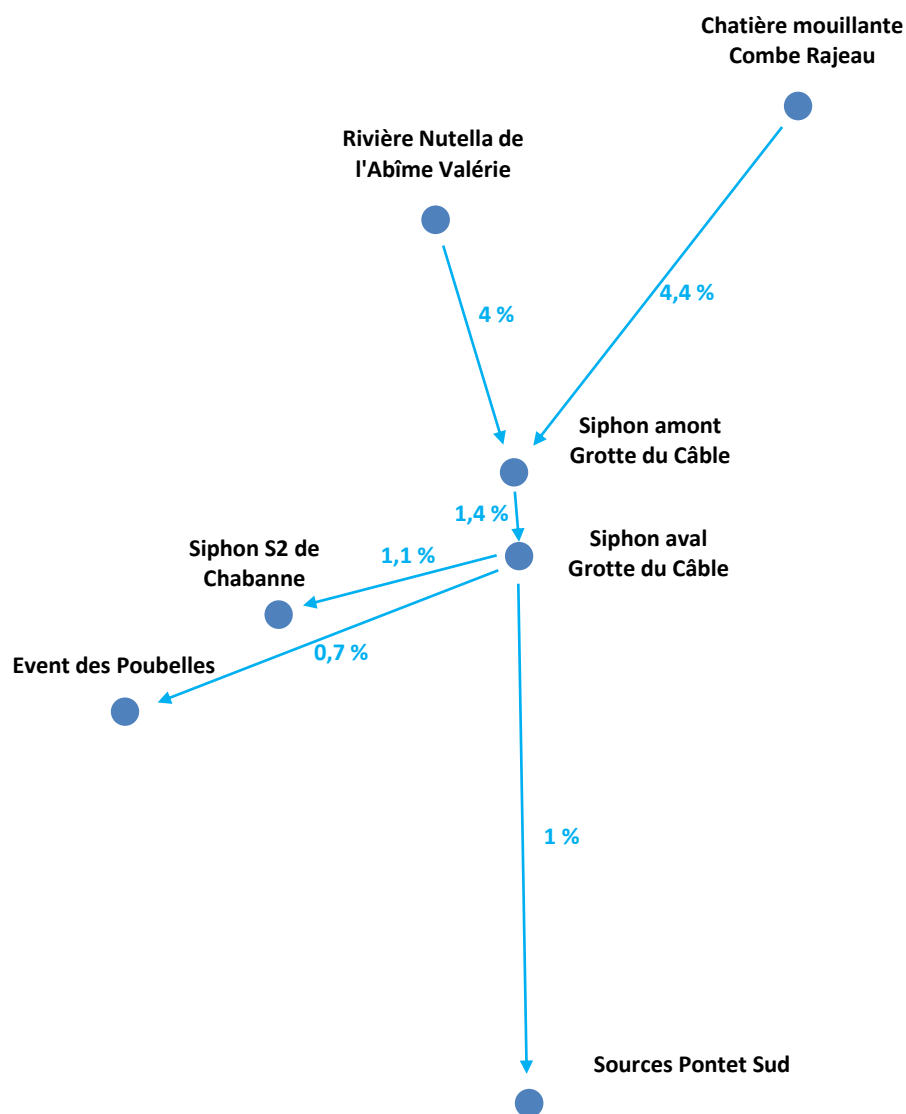 Chatière mouillante
Combe Rajeau
Rivière Nutella de
l'Abîme Valérie
4,4 %
4 %
Siphon amont
Grotte du Câble
1,4 %
Siphon aval
Grotte du Câble
Siphon S2 de
Chabanne
1,1 %
0,7 %
Event des Poubelles
1 %
Sources Pontet Sud